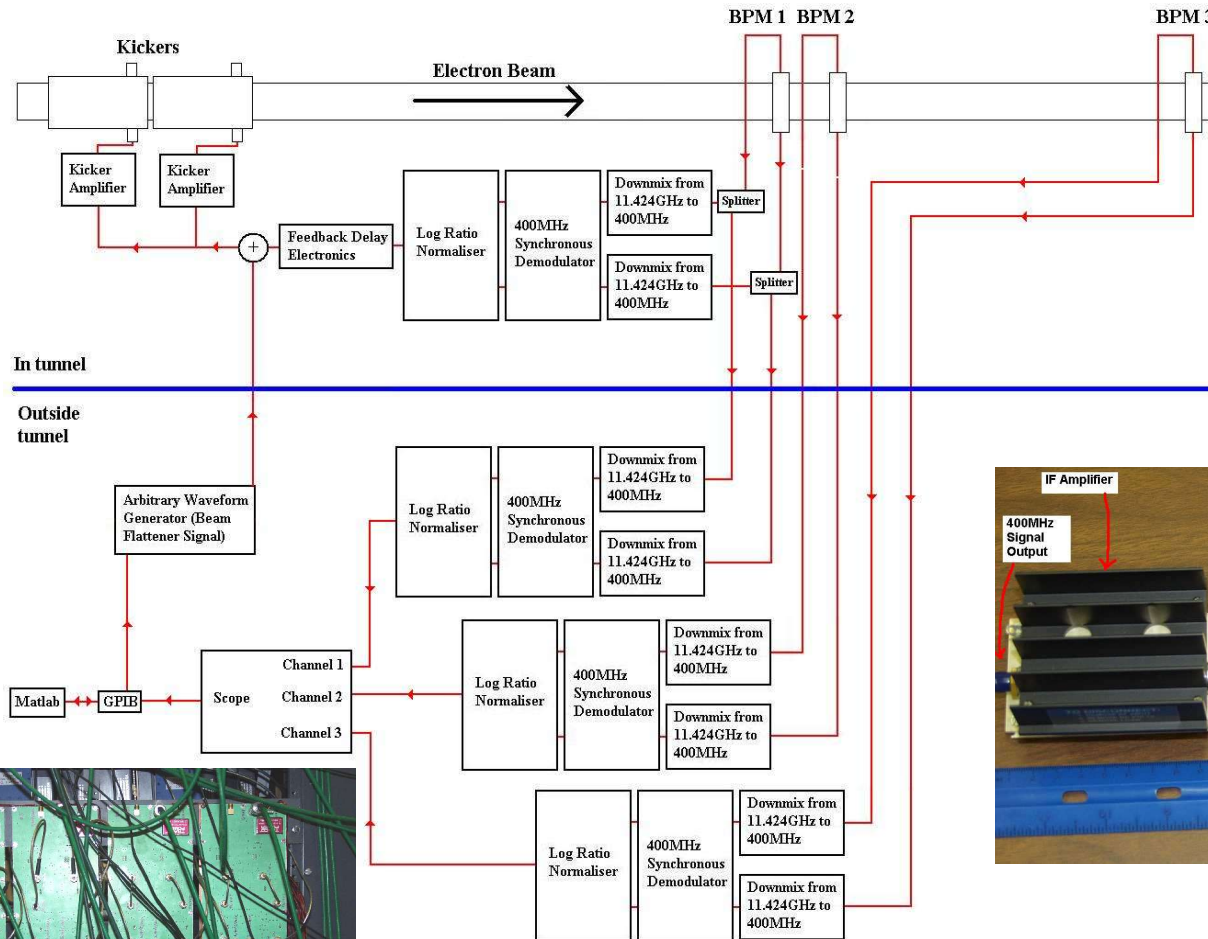 BPM 1
BPM 2
BPM 3
Kickers
Electron Beam
Kicker
Amplifier
Kicker
Amplifier
Feedback Delay
Electronics
Log Ratio
Normaliser
400MHz
Synchronous
Demodulator
Downmix from
11.424GHz to
400MHz
Downmix from
11.424GHz to
400MHz
Splitter
Splitter
+
In tunnel
Outside
tunnel
Arbitrary Waveform
Generator (Beam
Flattener Signal)
Log Ratio
Normaliser
400MHz
Synchronous
Demodulator
Downmix from
11.424GHz to
400MHz
Downmix from
11.424GHz to
400MHz
Matlab
GPIB
Scope
Channel 1
Channel 2
Channel 3
Log Ratio
Normaliser
400MHz
Synchronous
Demodulator
Downmix from
11.424GHz to
400MHz
Downmix from
11.424GHz to
400MHz
Log Ratio
Normaliser
400MHz
Synchronous
Demodulator
Downmix from
11.424GHz to
400MHz
Downmix from
11.424GHz to
400MHz
IF Amplifier
400MHz
Signal
Output